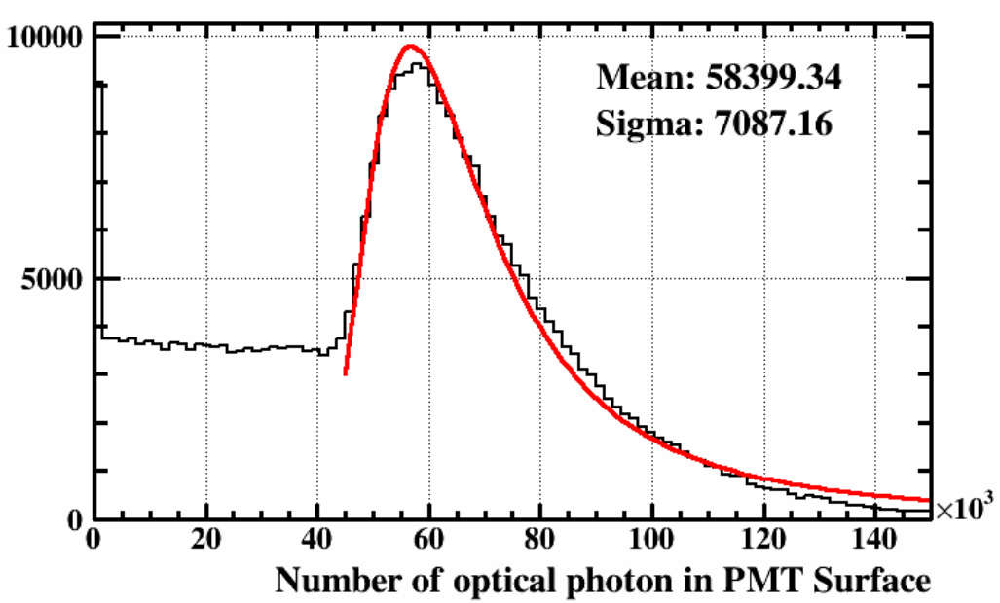 10000
Mean: 58399.34
Sigma: 7087.16
5000
0
0 20 40 60 80 100 120 140 ×10³
Number of optical photon in PMT Surface